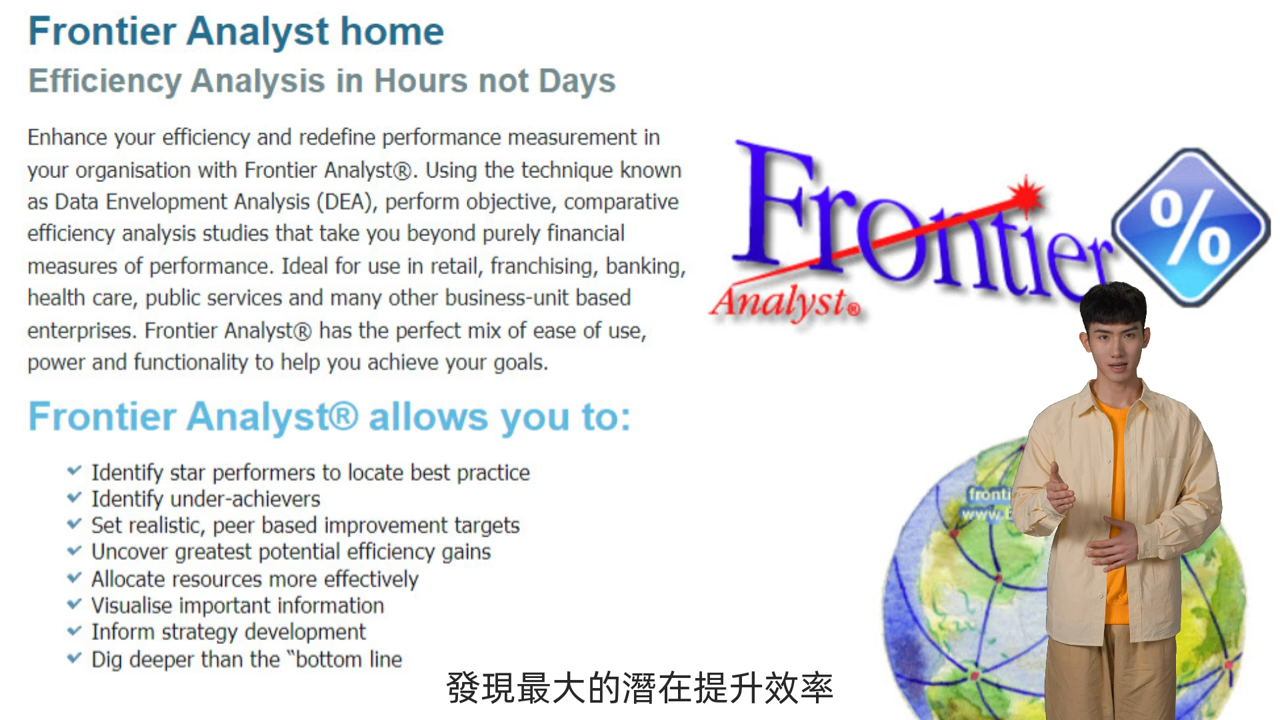 Frontier Analyst home
Efficiency Analysis in Hours not Days
Enhance your efficiency and redefine performance measurement in
your organisation with Frontier Analyst®. Using the technique known
as Data Envelopment Analysis (DEA), perform objective, comparative
efficiency analysis studies that take you beyond purely financial
measures of performance. Ideal for use in retail, franchising, banking,
health care, public services and many other business-unit based
enterprises. Frontier Analyst® has the perfect mix of ease of use,
power and functionality to help you achieve your goals.
Frontier Analyst® allows you to:
Identify star performers to locate best practice
Identify under-achievers
Set realistic, peer based improvement targets
Uncover greatest potential efficiency gains
Allocate resources more effectively
Visualise important information
Inform strategy development
Dig deeper than the “bottom line
Frontier
Analyst®
%
發現最大的潛在提升效率